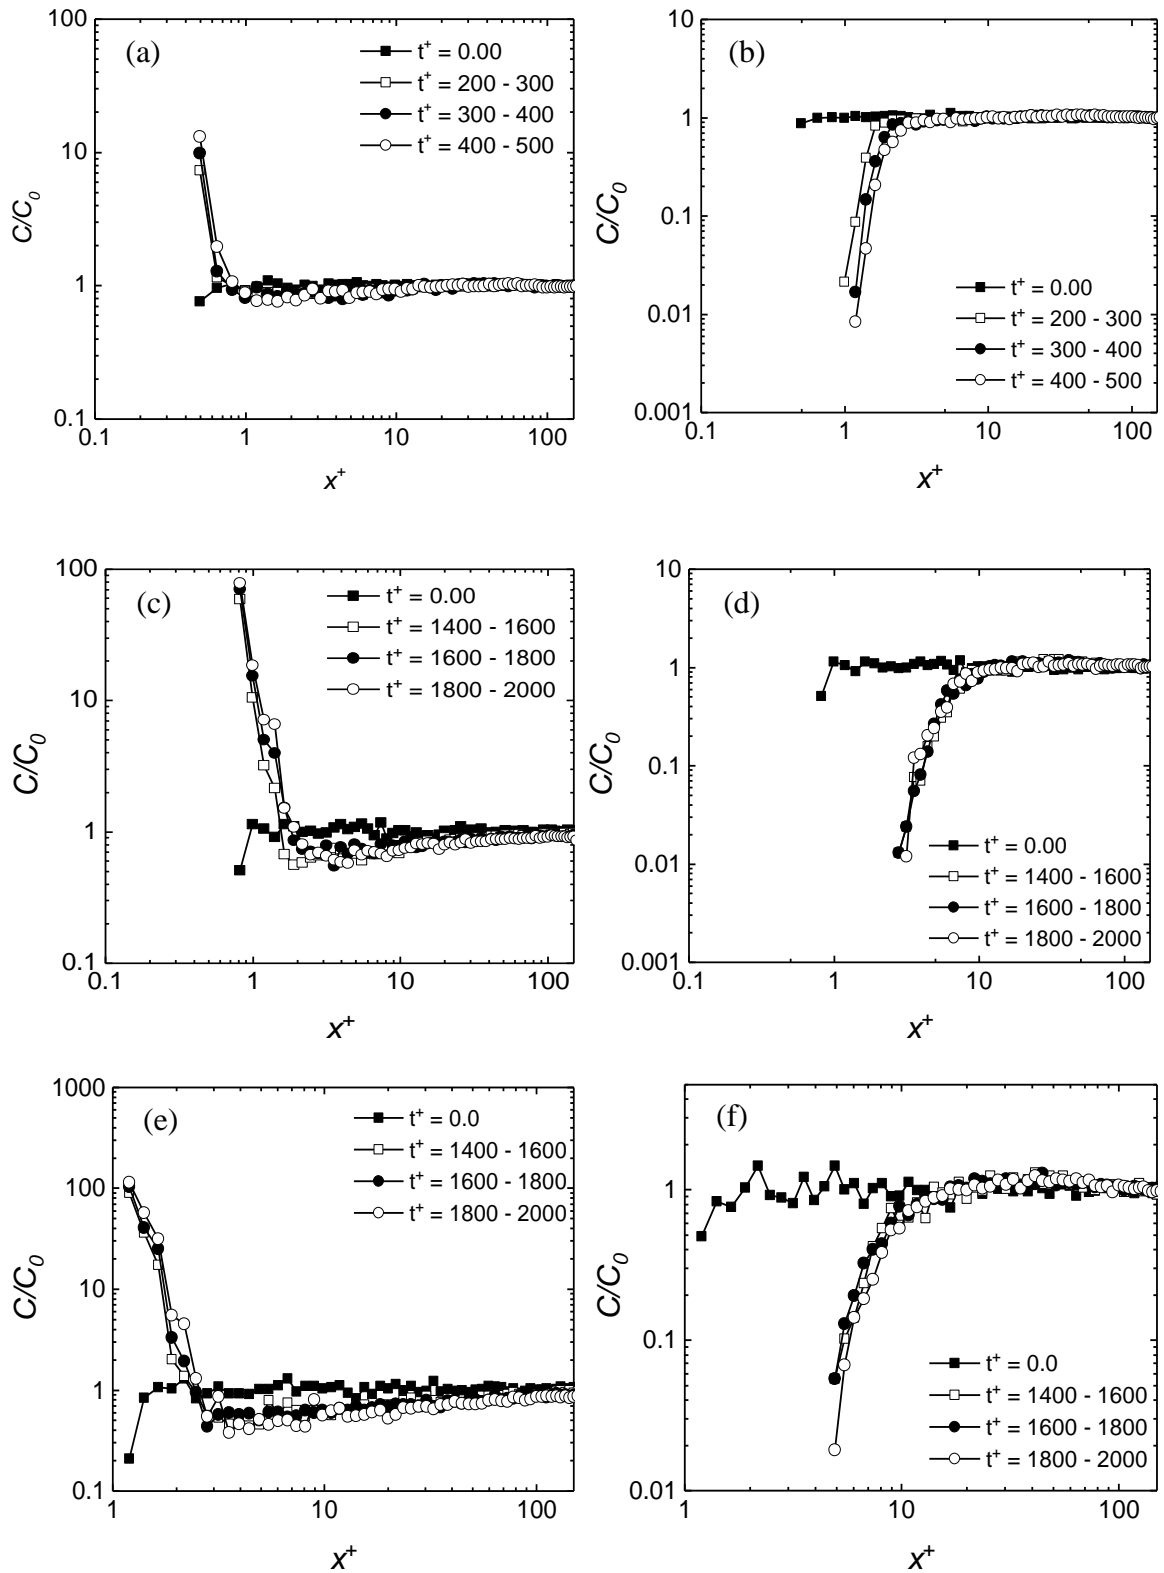 100
10
1
0.1
0.1
1
10
100
C/C0
x+
(a)
t+ = 0.00
t+ = 200 - 300
t+ = 300 - 400
t+ = 400 - 500
10
1
0.1
0.01
0.001
0.1
1
10
100
C/C0
x+
(b)
t+ = 0.00
t+ = 200 - 300
t+ = 300 - 400
t+ = 400 - 500
100
10
1
0.1
0.1
1
10
100
C/C0
x+
(c)
t+ = 0.00
t+ = 1400 - 1600
t+ = 1600 - 1800
t+ = 1800 - 2000
10
1
0.1
0.01
0.001
0.1
1
10
100
C/C0
x+
(d)
t+ = 0.00
t+ = 1400 - 1600
t+ = 1600 - 1800
t+ = 1800 - 2000
1000
100
10
1
0.1
1
10
100
C/C0
x+
(e)
t+ = 0.0
t+ = 1400 - 1600
t+ = 1600 - 1800
t+ = 1800 - 2000
1
0.1
0.01
1
10
100
C/C0
x+
(f)
t+ = 0.0
t+ = 1400 - 1600
t+ = 1600 - 1800
t+ = 1800 - 2000